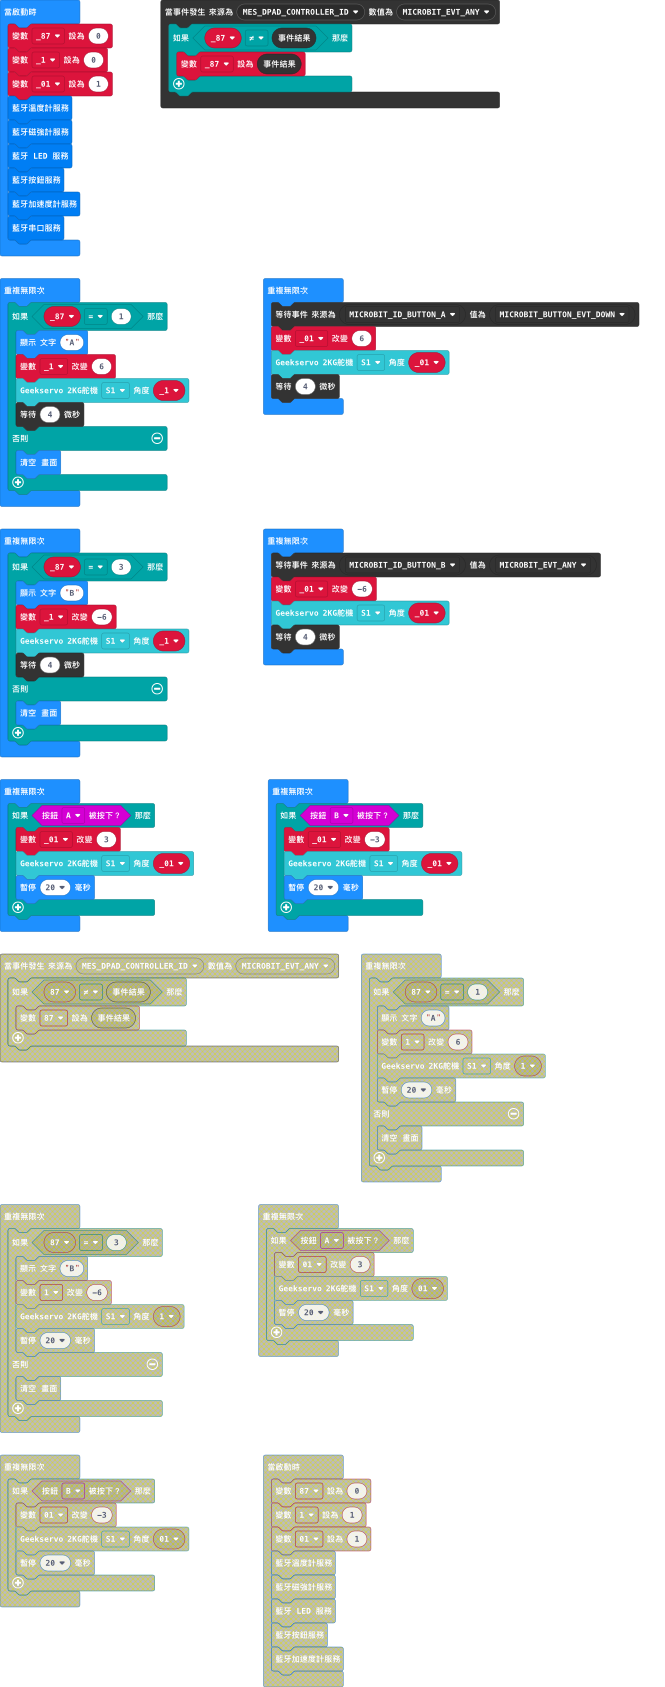 當啟動時
變數 _87 設為 0
變數 _1 設為 0
變數 _01 設為 1
藍牙溫度計服務
藍牙磁強計服務
藍牙 LED 服務
藍牙按鈕服務
藍牙加速度計服務
藍牙串口服務
當事件發生 來源為 MES_DPAD_CONTROLLER_ID 數值為 MICROBIT_EVT_ANY
如果 _87 ≠ 事件結果 那麼
變數 _87 設為 事件結果
重複無限次
如果 _87 = 1 那麼
顯示 文字 "A"
變數 _1 改變 6
Geekservo 2KG舵機 S1 角度 _1
等待 4 微秒
否則
清空 畫面
重複無限次
等待事件 來源為 MICROBIT_ID_BUTTON_A 值為 MICROBIT_BUTTON_EVT_DOWN
變數 _01 改變 6
Geekservo 2KG舵機 S1 角度 _01
等待 4 微秒
重複無限次
如果 _87 = 3 那麼
顯示 文字 "B"
變數 _1 改變 -6
Geekservo 2KG舵機 S1 角度 _1
等待 4 微秒
否則
清空 畫面
重複無限次
等待事件 來源為 MICROBIT_ID_BUTTON_B 值為 MICROBIT_EVT_ANY
變數 _01 改變 -6
Geekservo 2KG舵機 S1 角度 _01
等待 4 微秒
重複無限次
如果 按鈕 A 被按下？ 那麼
變數 _01 改變 3
Geekservo 2KG舵機 S1 角度 _01
暫停 20 毫秒
重複無限次
如果 按鈕 B 被按下？ 那麼
變數 _01 改變 -3
Geekservo 2KG舵機 S1 角度 _01
暫停 20 毫秒
當事件發生 來源為 MES_DPAD_CONTROLLER_ID 數值為 MICROBIT_EVT_ANY
如果 87 ≠ 事件結果 那麼
變數 87 設為 事件結果
重複無限次
如果 87 = 1 那麼
顯示 文字 "A"
變數 1 改變 6
Geekservo 2KG舵機 S1 角度 1
暫停 20 毫秒
否則
清空 畫面
重複無限次
如果 87 = 3 那麼
顯示 文字 "B"
變數 1 改變 -6
Geekservo 2KG舵機 S1 角度 1
暫停 20 毫秒
否則
清空 畫面
重複無限次
如果 按鈕 A 被按下？ 那麼
變數 01 改變 3
Geekservo 2KG舵機 S1 角度 01
暫停 20 毫秒
重複無限次
如果 按鈕 B 被按下？ 那麼
變數 01 改變 -3
Geekservo 2KG舵機 S1 角度 01
暫停 20 毫秒
當啟動時
變數 87 設為 0
變數 1 設為 1
變數 01 設為 1
藍牙溫度計服務
藍牙磁強計服務
藍牙 LED 服務
藍牙按鈕服務
藍牙加速度計服務